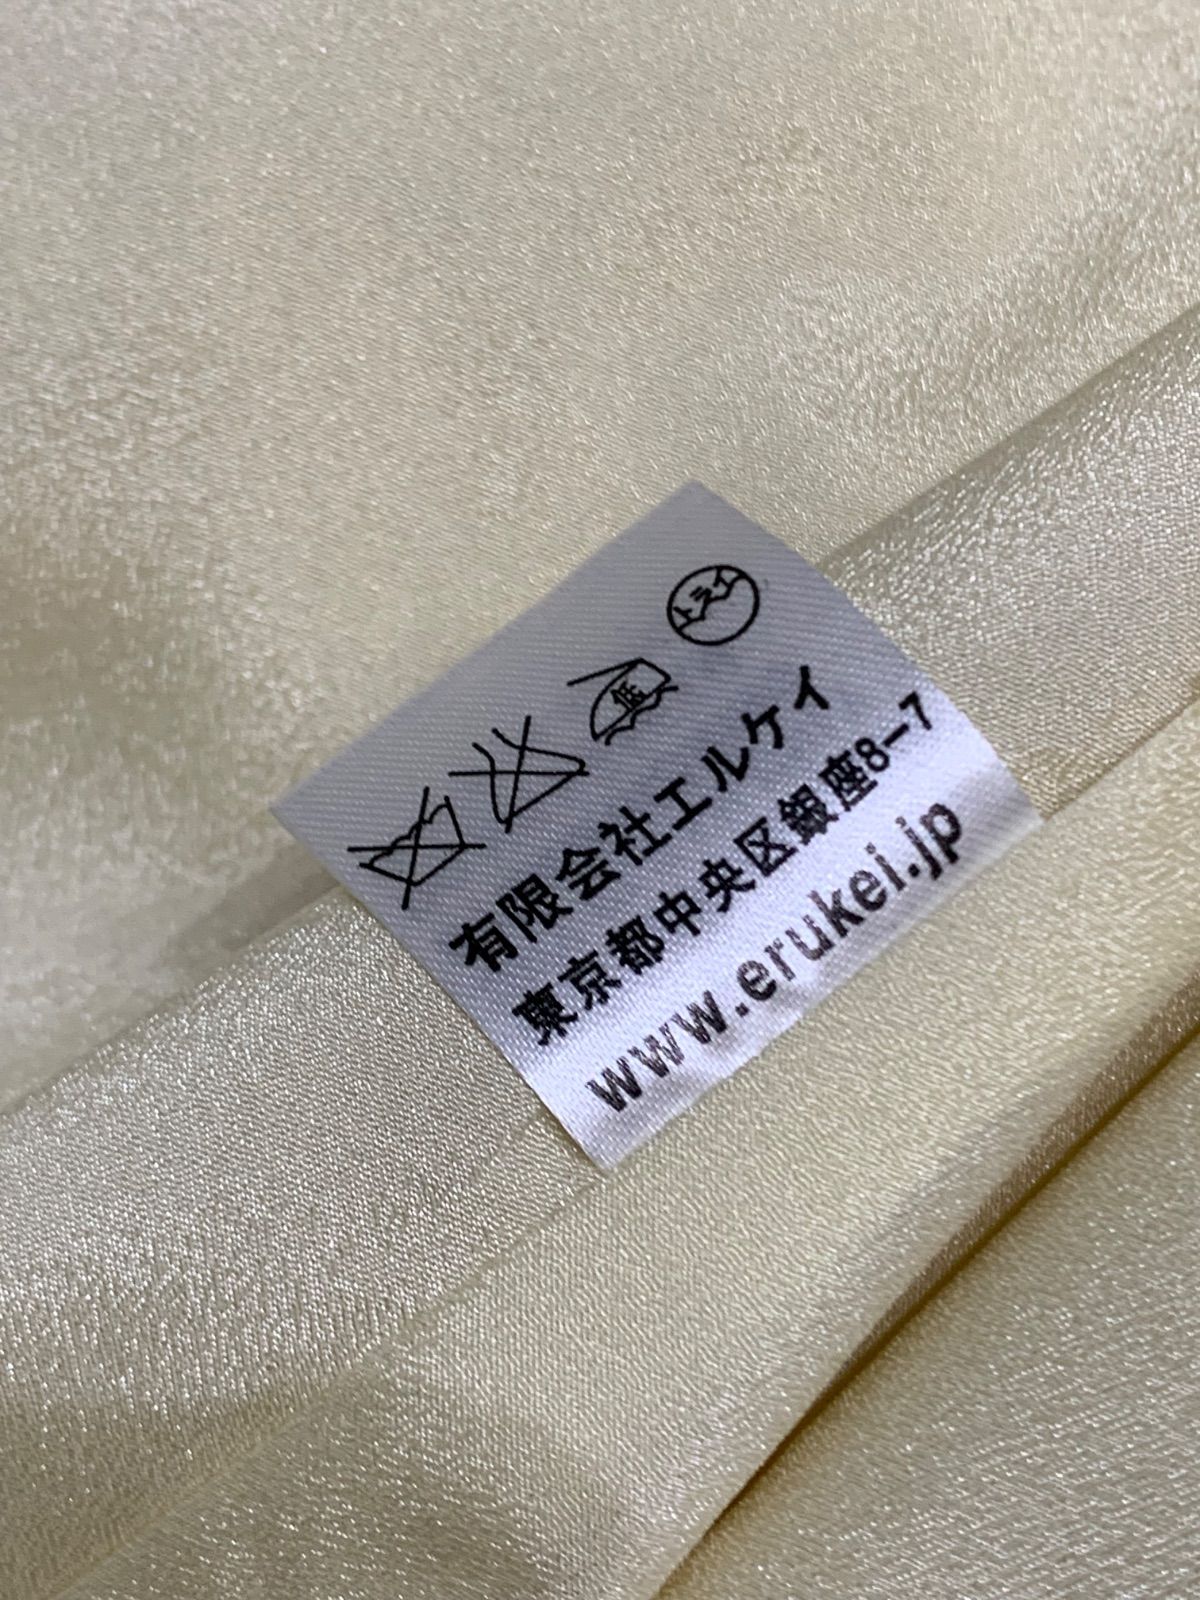 低 ドライ
有限会社エルケイ
東京都中央区銀座8-7
www.erukei.jp